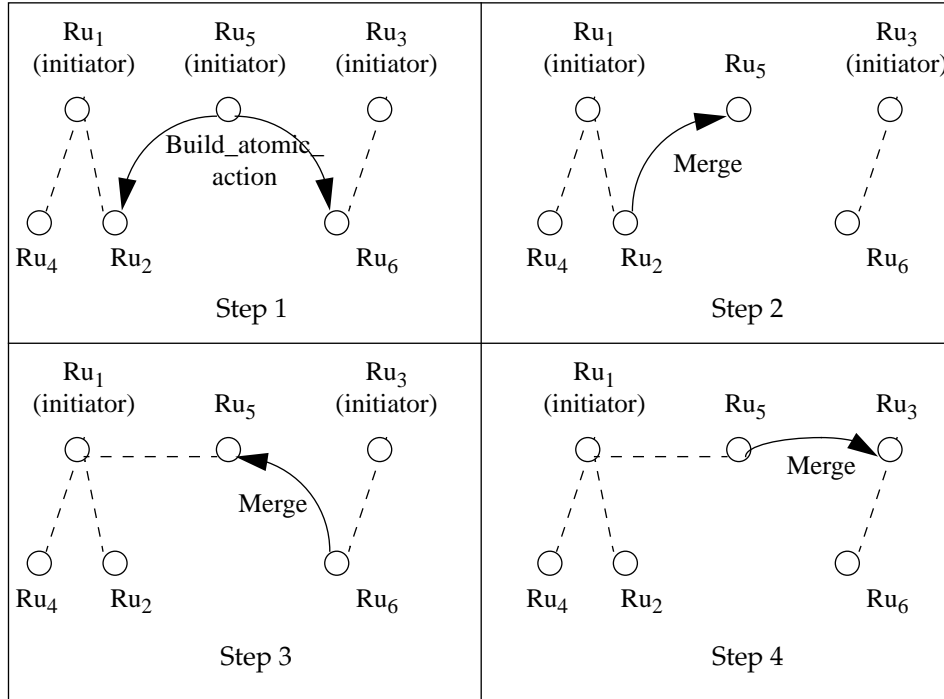 Ru1 Ru5 Ru3
(initiator) (initiator) (initiator)
Build_atomic_
action
Ru4 Ru2 Ru6
Step 1
Ru1 Ru3
(initiator) Ru5 (initiator)
Merge
Ru4 Ru2 Ru6
Step 2
Ru1 Ru3
(initiator) Ru5 (initiator)
Merge
Ru4 Ru2 Ru6
Step 3
Ru1
(initiator) Ru5 Ru3
Merge
Ru4 Ru2 Ru6
Step 4